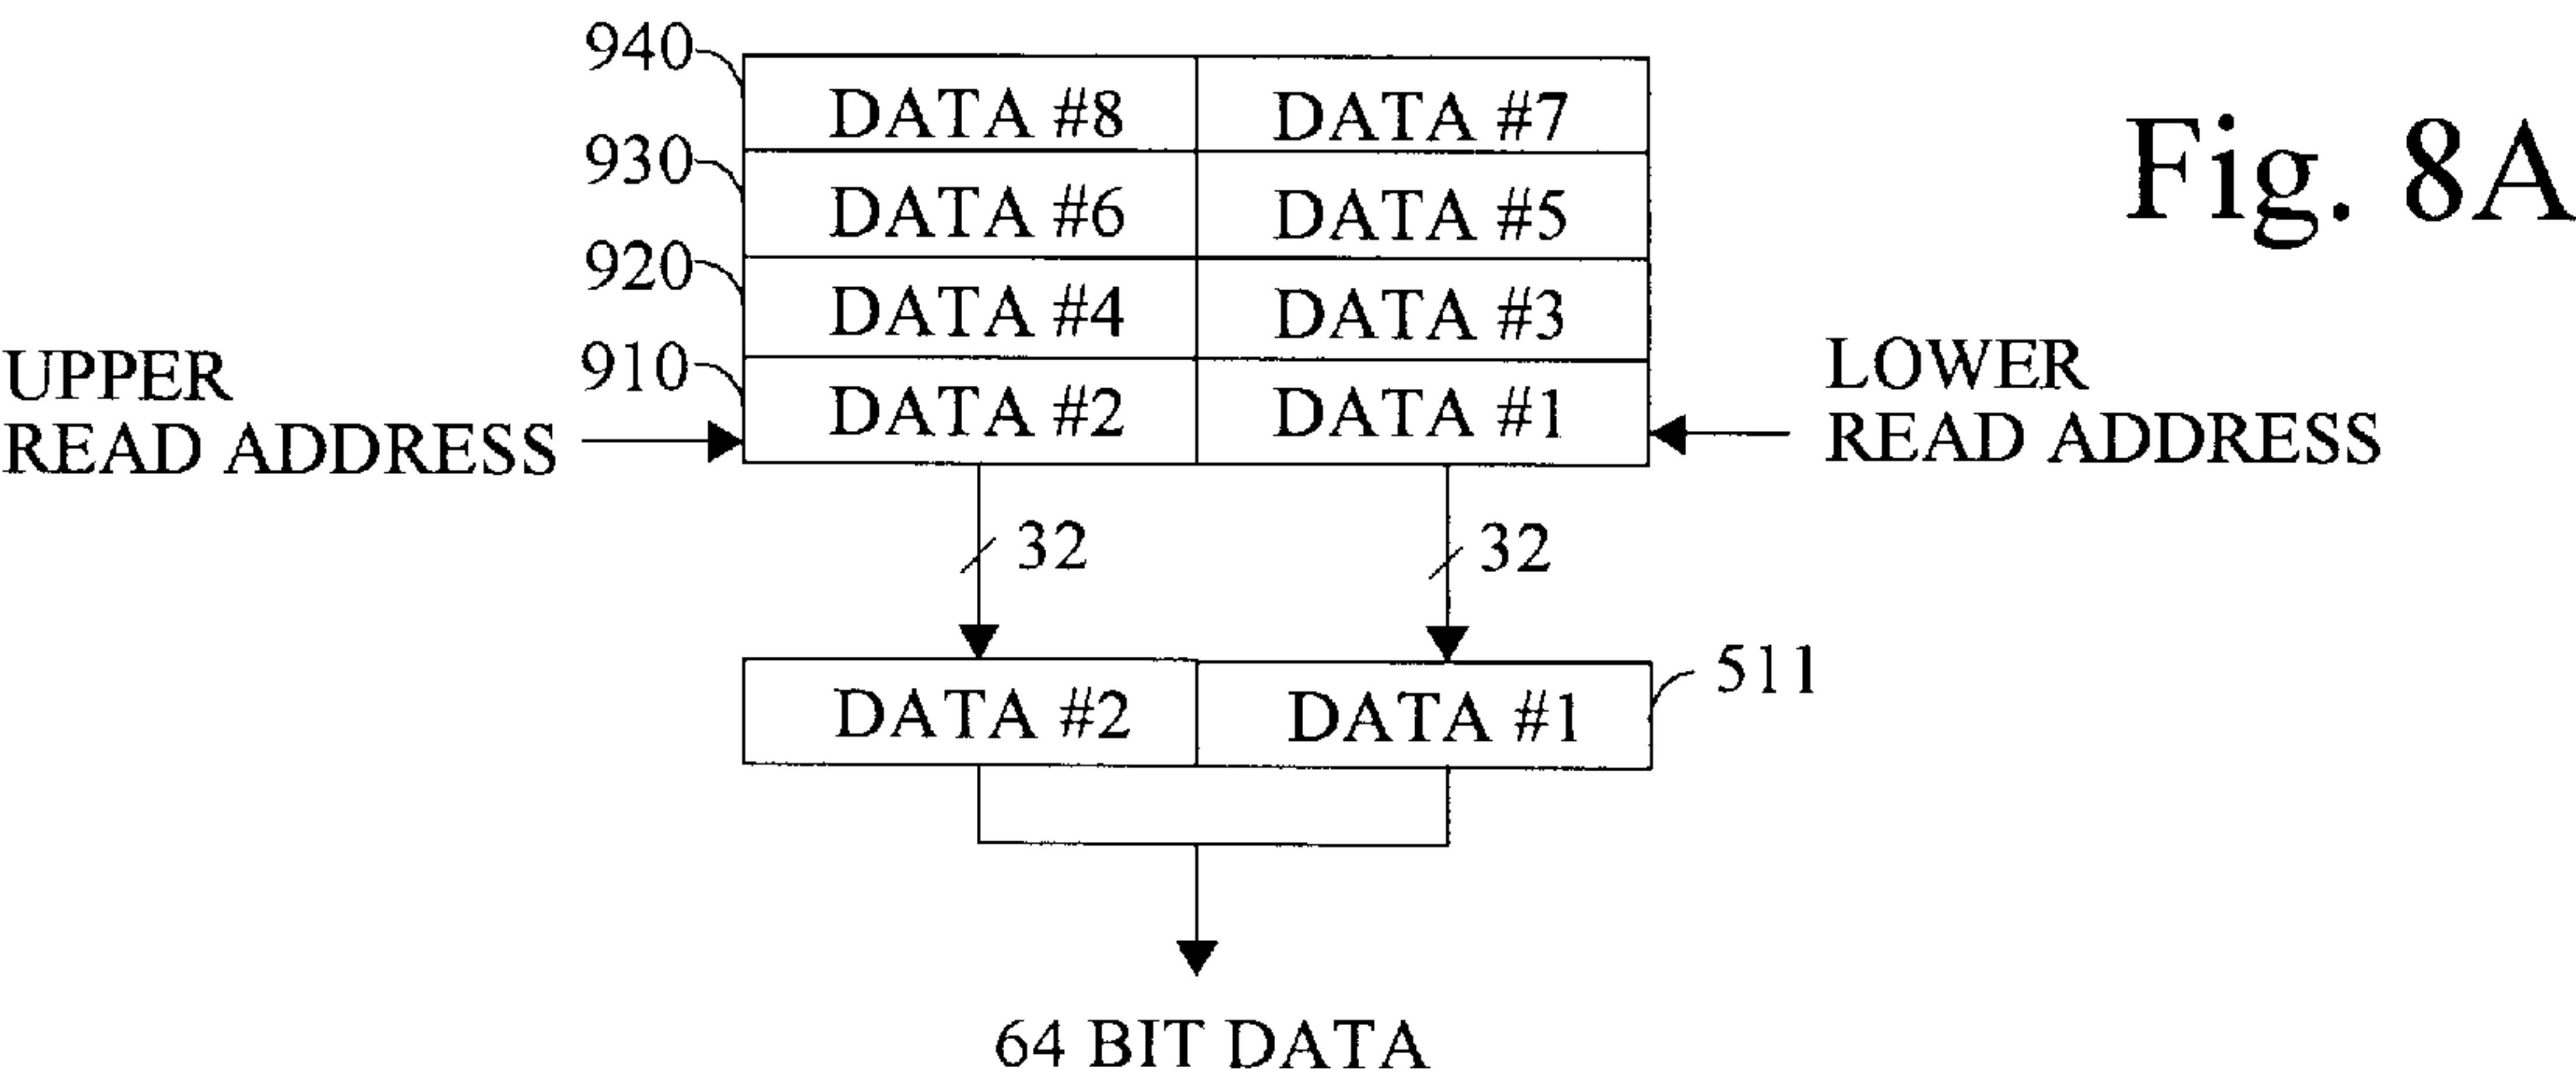 Fig. 8A
940
DATA #8 DATA #7
930
DATA #6 DATA #5
920
DATA #4 DATA #3
910
DATA #2 DATA #1
UPPER
READ ADDRESS
LOWER
READ ADDRESS
32 32
511
DATA #2 DATA #1
64 BIT DATA